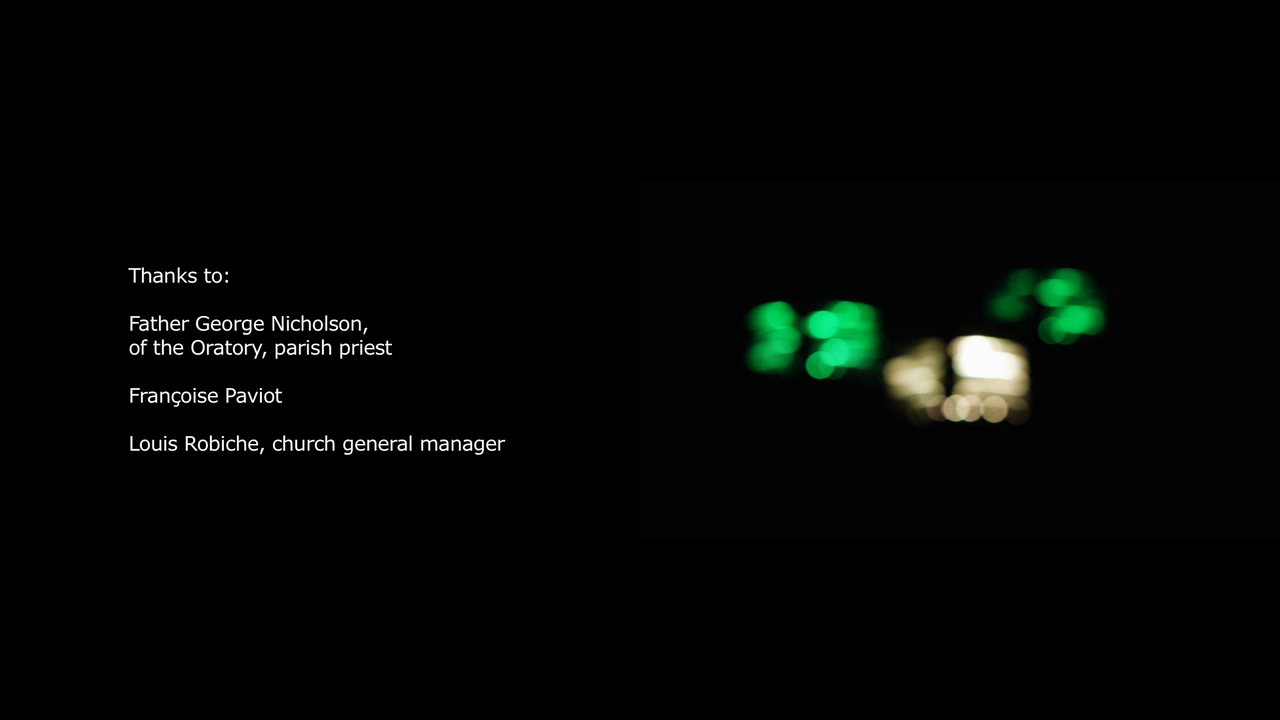 Thanks to:
Father George Nicholson,
of the Oratory, parish priest
Françoise Paviot
Louis Robiche, church general manager